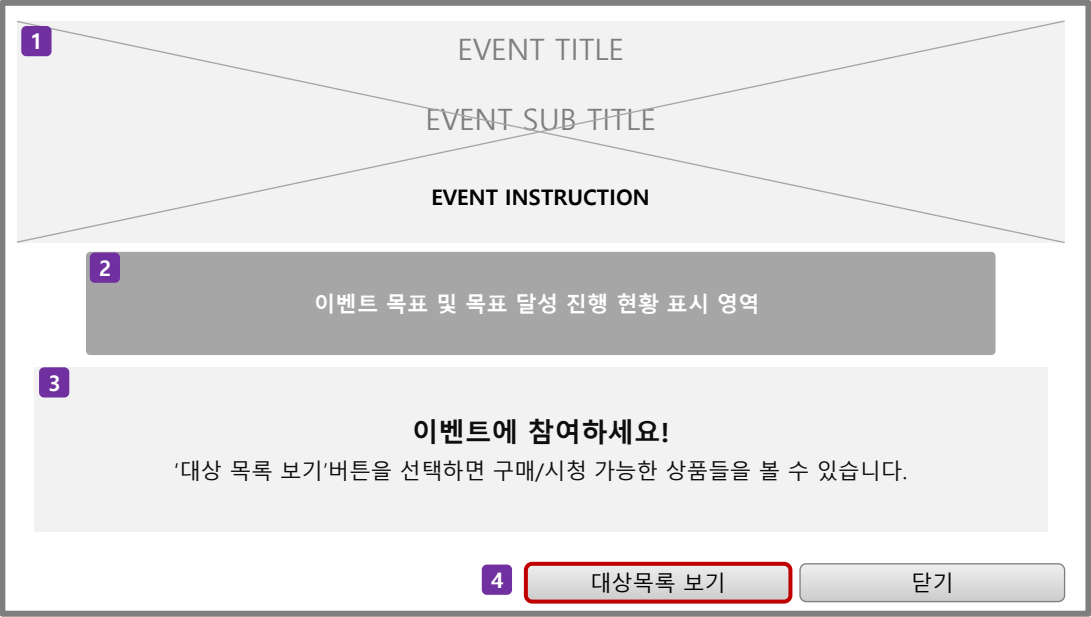 1
EVENT TITLE
EVENT SUB TITLE
EVENT INSTRUCTION
2
이벤트 목표 및 목표 달성 진행 현황 표시 영역
3
이벤트에 참여하세요!
‘대상 목록 보기’버튼을 선택하면 구매/시청 가능한 상품들을 볼 수 있습니다.
4 대상목록 보기 닫기